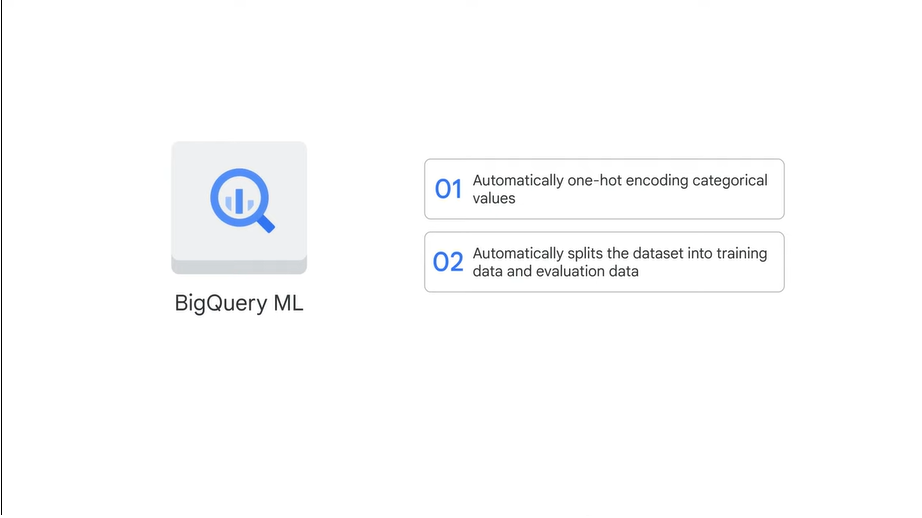 BigQuery ML
01
Automatically one-hot encoding categorical
values
02
Automatically splits the dataset into training
data and evaluation data